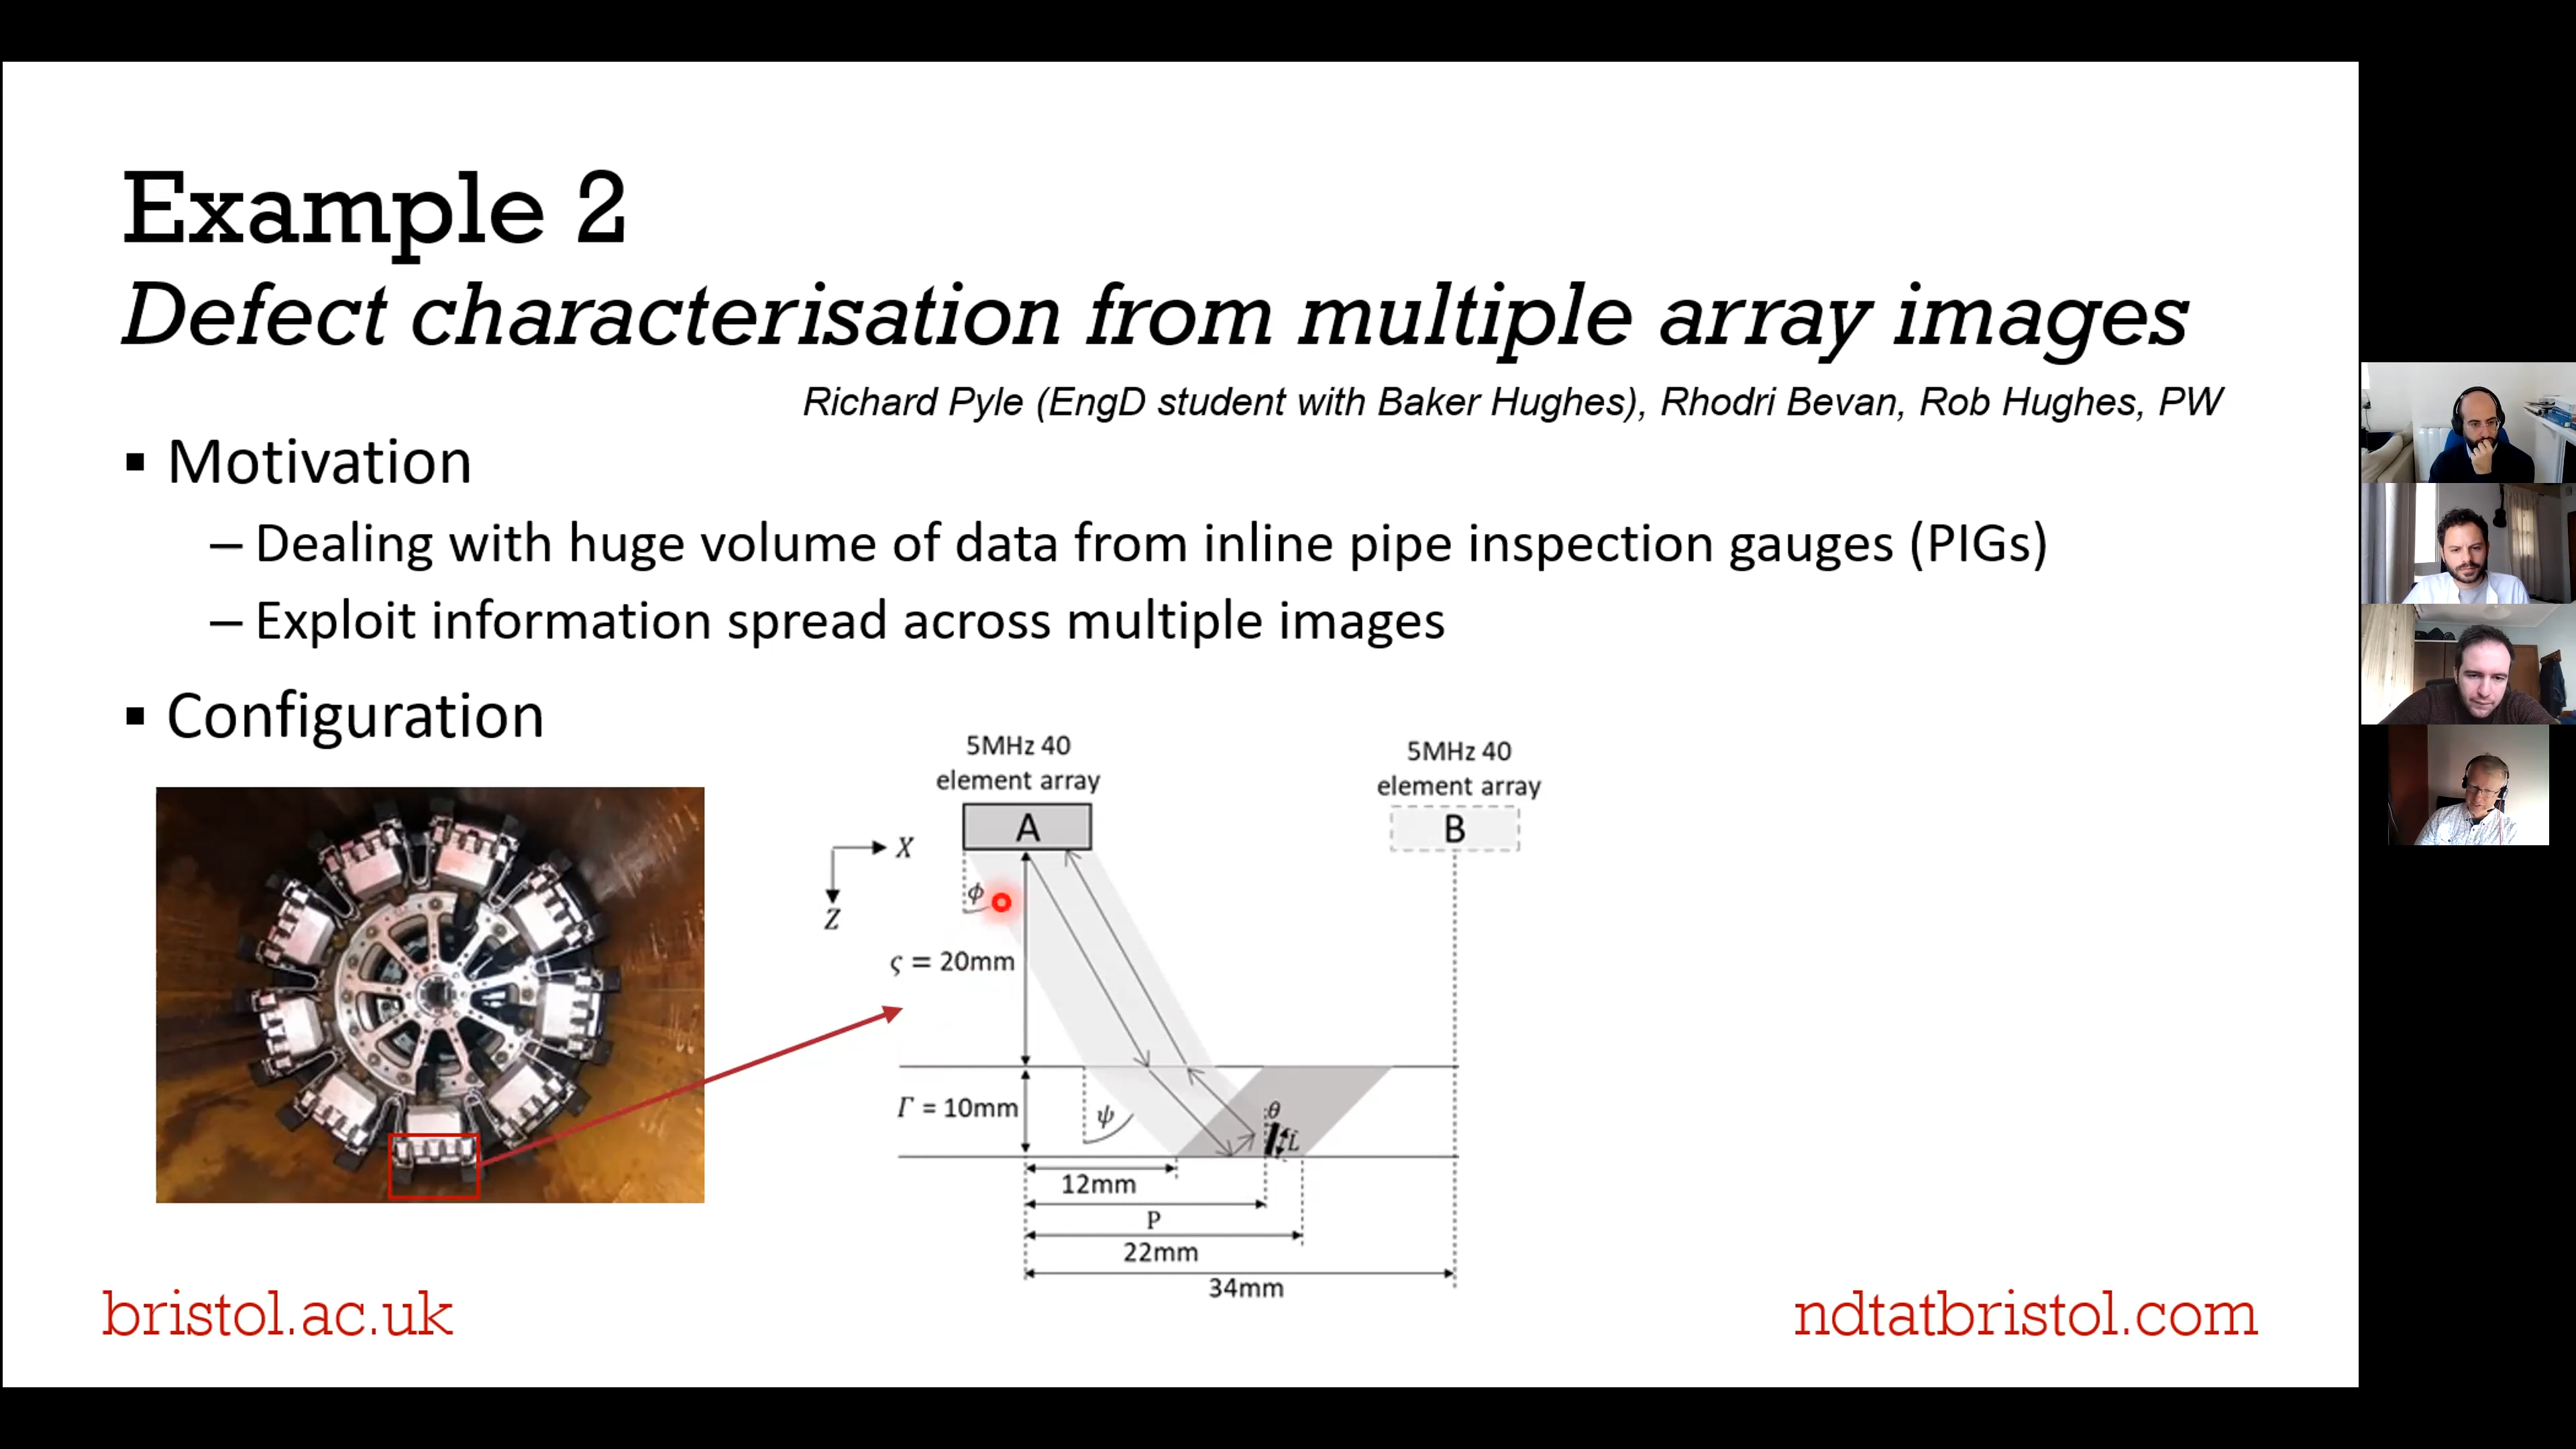 Example 2
Defect characterisation from multiple array images
Richard Pyle (EngD student with Baker Hughes), Rhodri Bevan, Rob Hughes, PW
▪ Motivation
– Dealing with huge volume of data from inline pipe inspection gauges (PIGs)
– Exploit information spread across multiple images
▪ Configuration
5MHz 40
element array
5MHz 40
element array
A
B
X
Z
ϕ
ς = 20mm
Γ = 10mm
ψ
θ
L
12mm
P
22mm
34mm
bristol.ac.uk
ndtatbristol.com